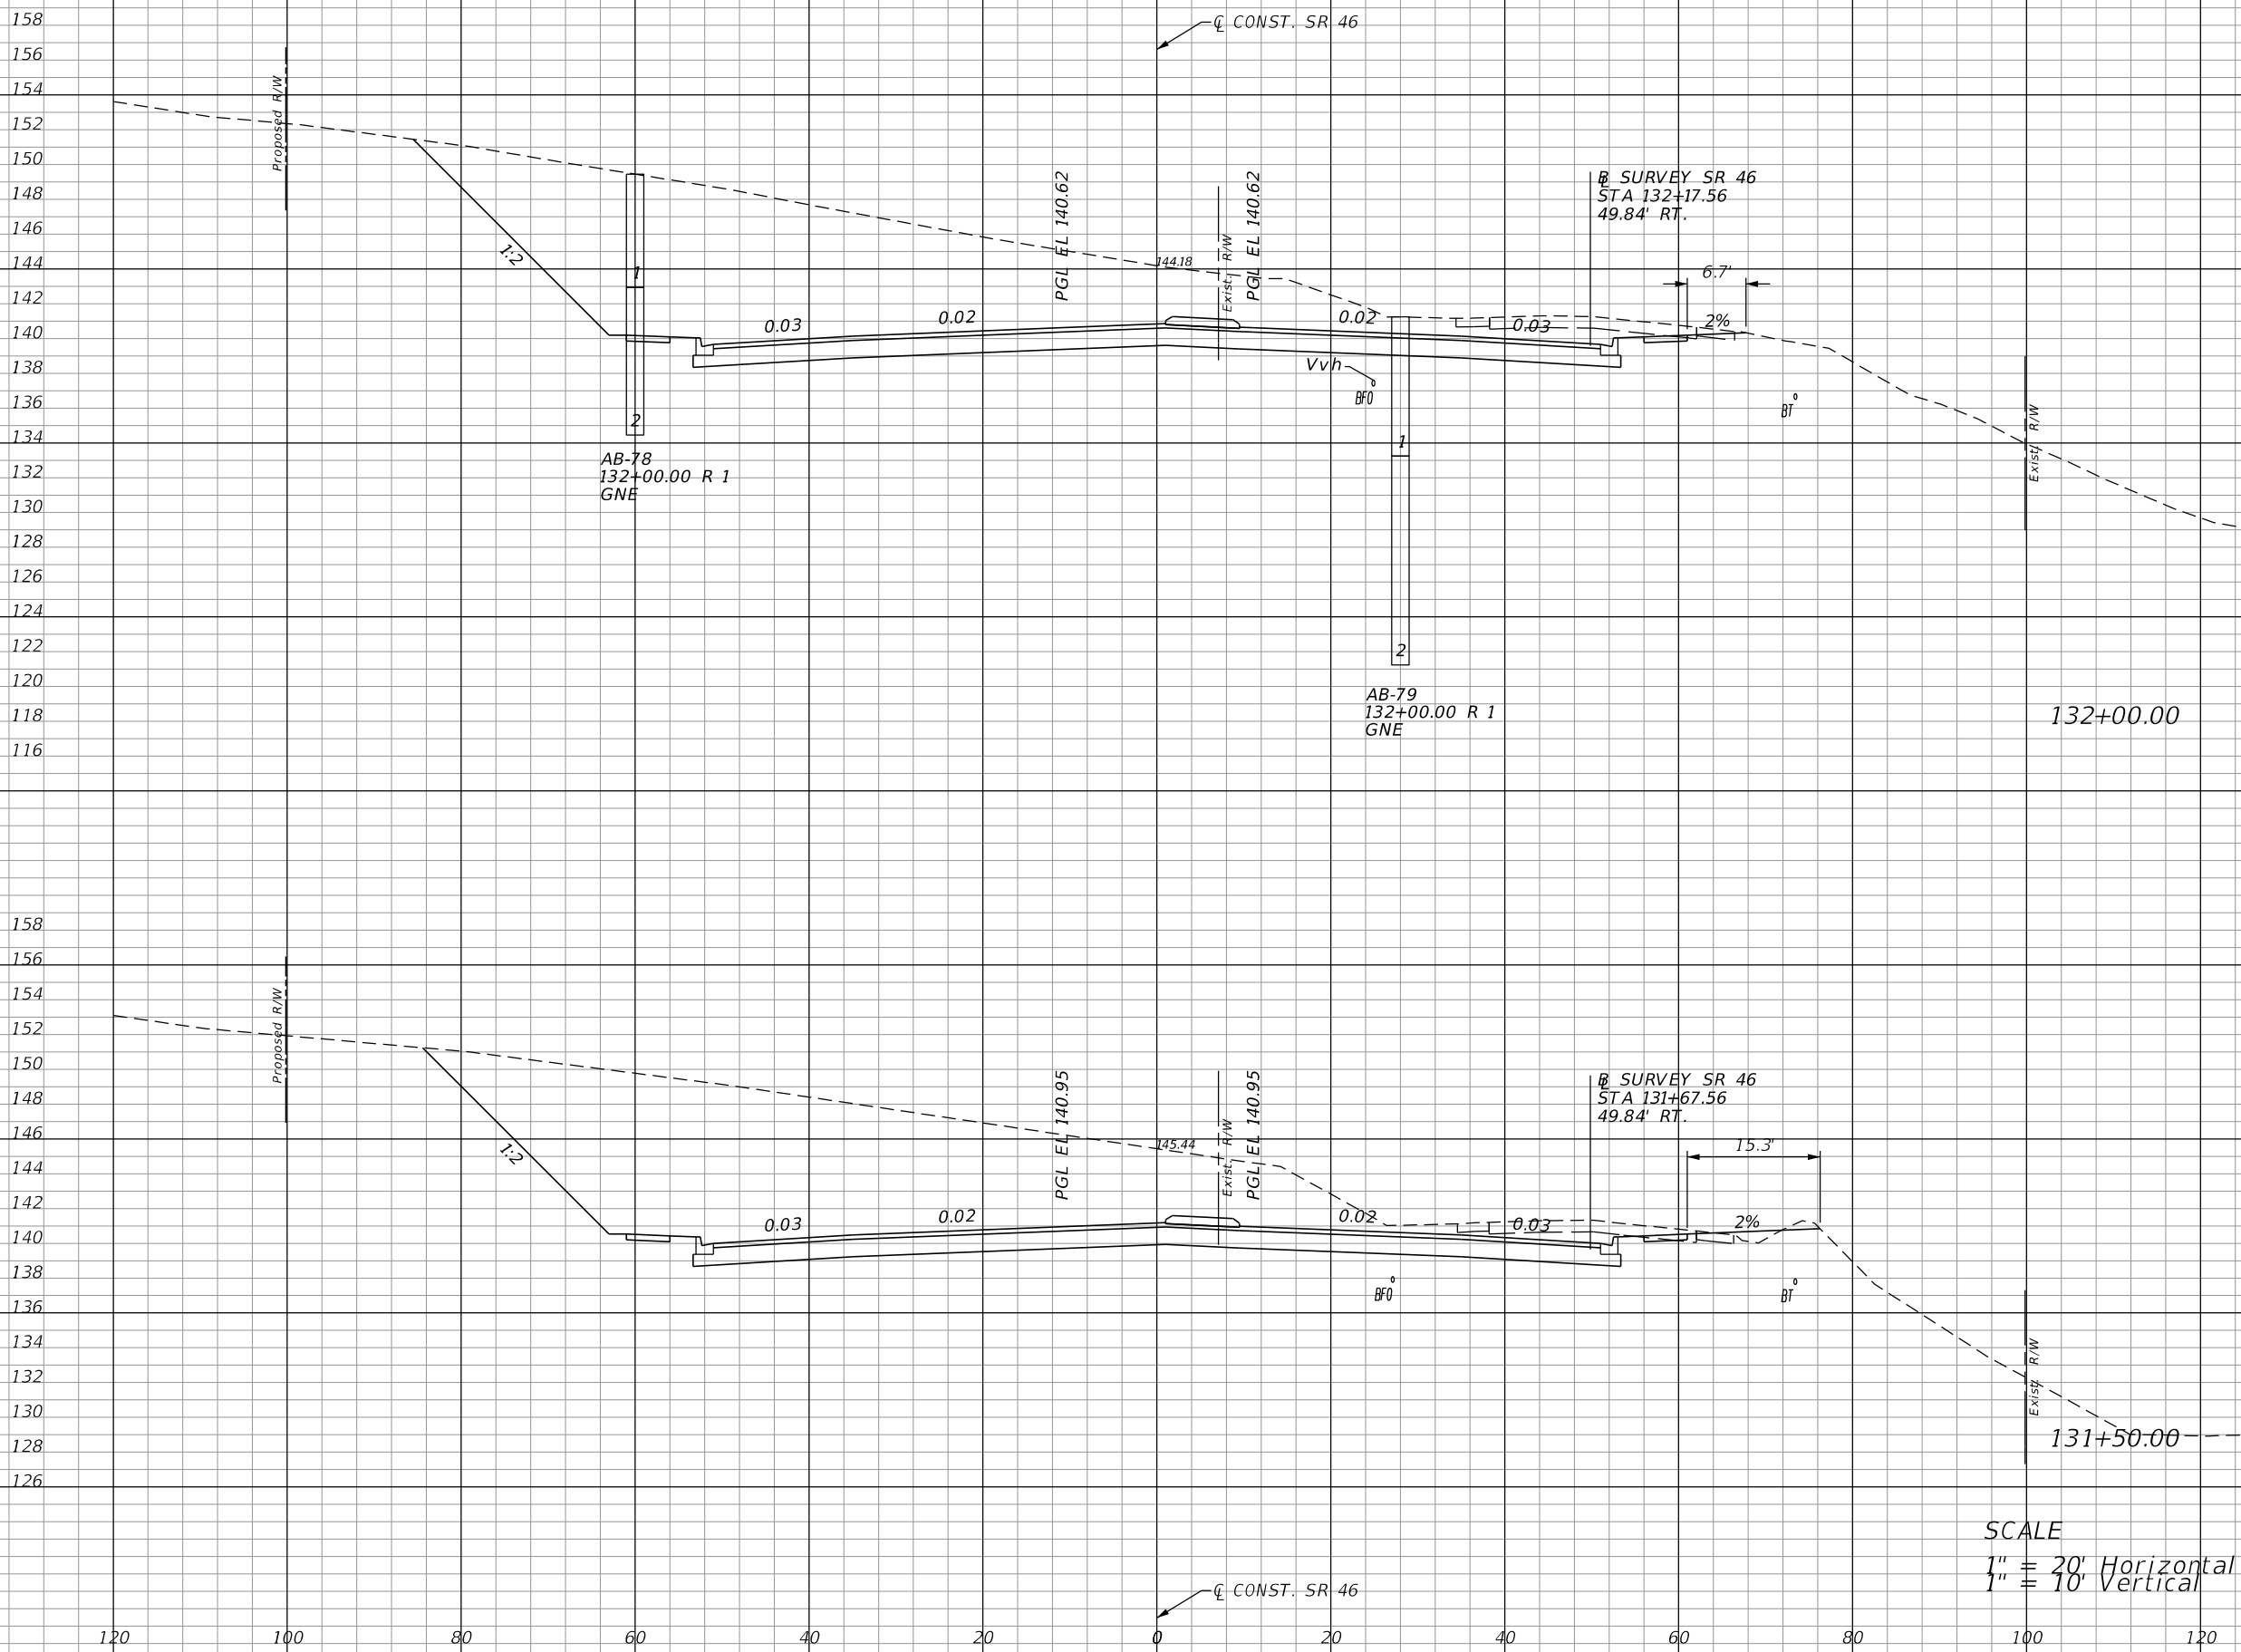 ℄ CONST. SR 46
158
156
154
152
150
148
146
144
142
140
138
136
134
132
130
128
126
124
122
120
118
116
Proposed R/W
1:2
1
2
AB-78
132+00.00 R 1
GNE
0.03
0.02
PGL EL 140.62
144.18
Exist. R/W
PGL EL 140.62
0.02
0.03
Vvh
BFO
1
2
AB-79
132+00.00 R 1
GNE
B̲L SURVEY SR 46
STA 132+17.56
49.84' RT.
6.7'
2%
BT
Exist. R/W
132+00.00
158
156
154
152
150
148
146
144
142
140
138
136
134
132
130
128
126
Proposed R/W
1:2
0.03
0.02
PGL EL 140.95
145.44
Exist. R/W
PGL EL 140.95
0.02
0.03
BFO
BL SURVEY SR 46
STA 131+67.56
49.84' RT.
15.3'
2%
BT
Exist. R/W
131+50.00
SCALE
1" = 20' Horizontal
1" = 10' Vertical
℄ CONST. SR 46
120 100 80 60 40 20 0 20 40 60 80 100 120